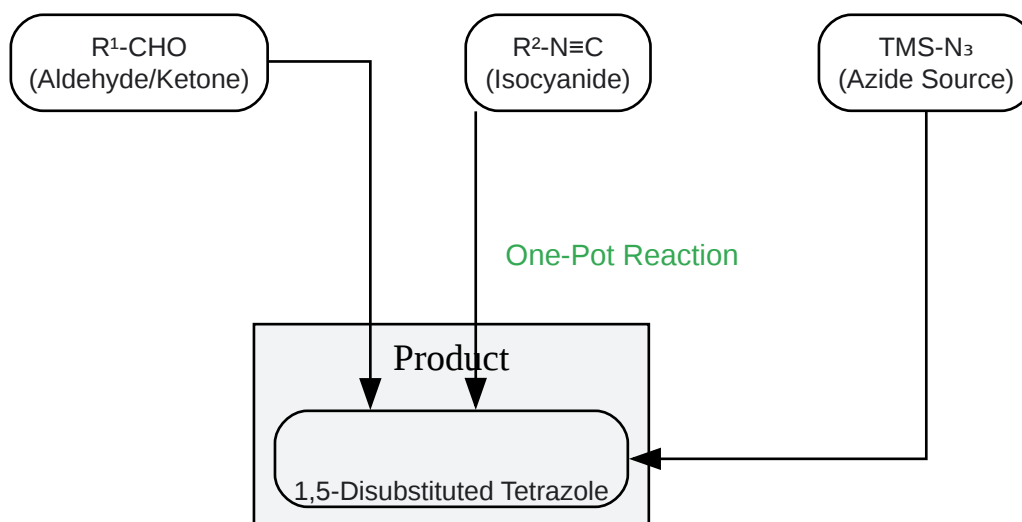 R¹-CHO
(Aldehyde/Ketone)
R²-N≡C
(Isocyanide)
TMS-N₃
(Azide Source)
One-Pot Reaction
Product
1,5-Disubstituted Tetrazole